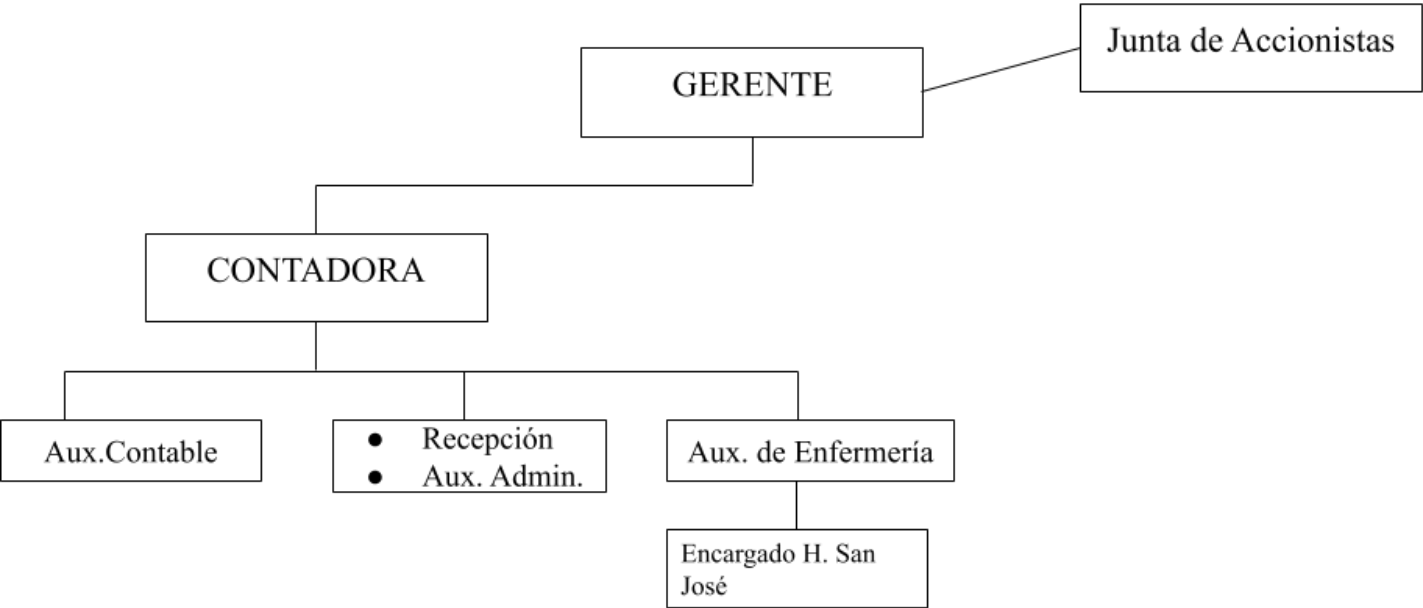 Junta de Accionistas
GERENTE
CONTADORA
Aux.Contable
● Recepción
● Aux. Admin.
Aux. de Enfermería
Encargado H. San
José